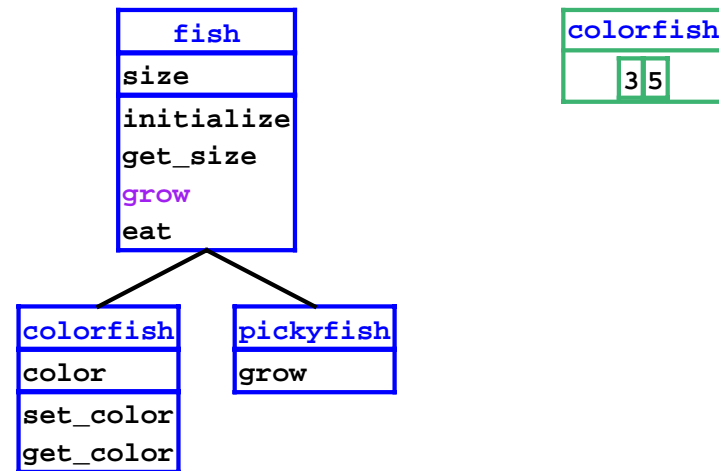 fish
size
initialize
get_size
grow
eat
colorfish
color
set_color
get_color
pickyfish
grow
colorfish
3 5